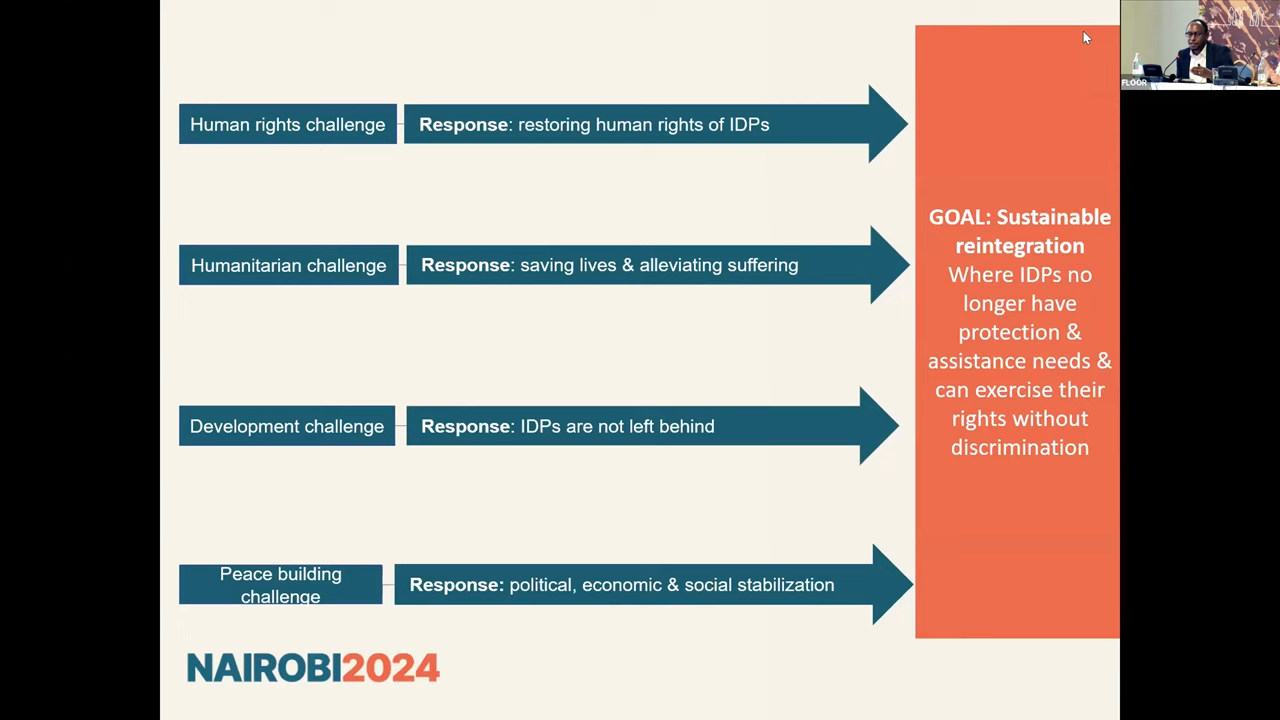 Human rights challenge
Response: restoring human rights of IDPs
Humanitarian challenge
Response: saving lives & alleviating suffering
Development challenge
Response: IDPs are not left behind
Peace building
challenge
Response: political, economic & social stabilization
GOAL: Sustainable
reintegration
Where IDPs no
longer have
protection &
assistance needs &
can exercise their
rights without
discrimination
NAIROBI2024
FLOOR